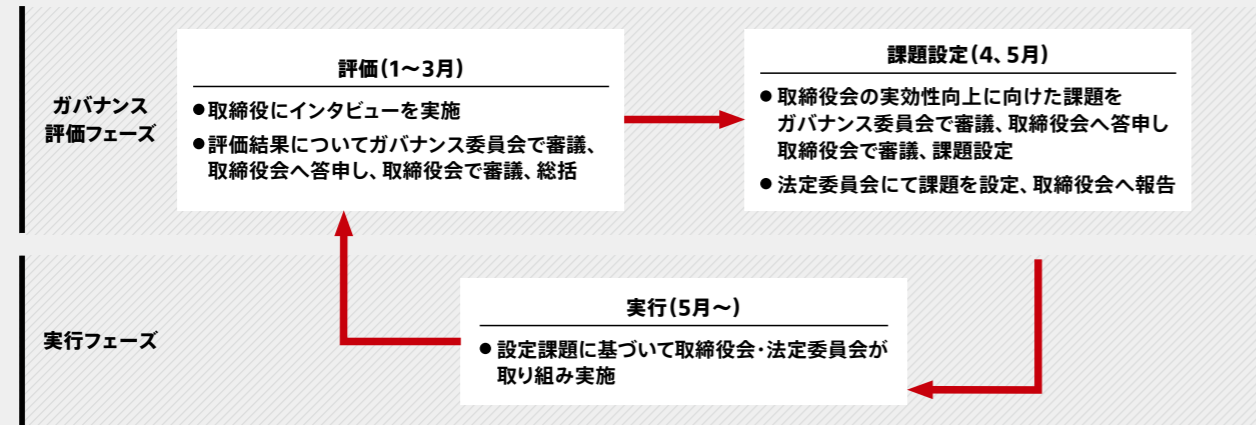 ガバナンス
評価フェーズ
評価(1〜3月)
●取締役にインタビューを実施
●評価結果についてガバナンス委員会で審議、
取締役会へ答申し、取締役会で審議、総括
課題設定(4、5月)
●取締役会の実効性向上に向けた課題を
ガバナンス委員会で審議、取締役会へ答申し
取締役会で審議、課題設定
●法定委員会にて課題を設定、取締役会へ報告
実行フェーズ
実行(5月〜)
●設定課題に基づいて取締役会・法定委員会が
取り組み実施